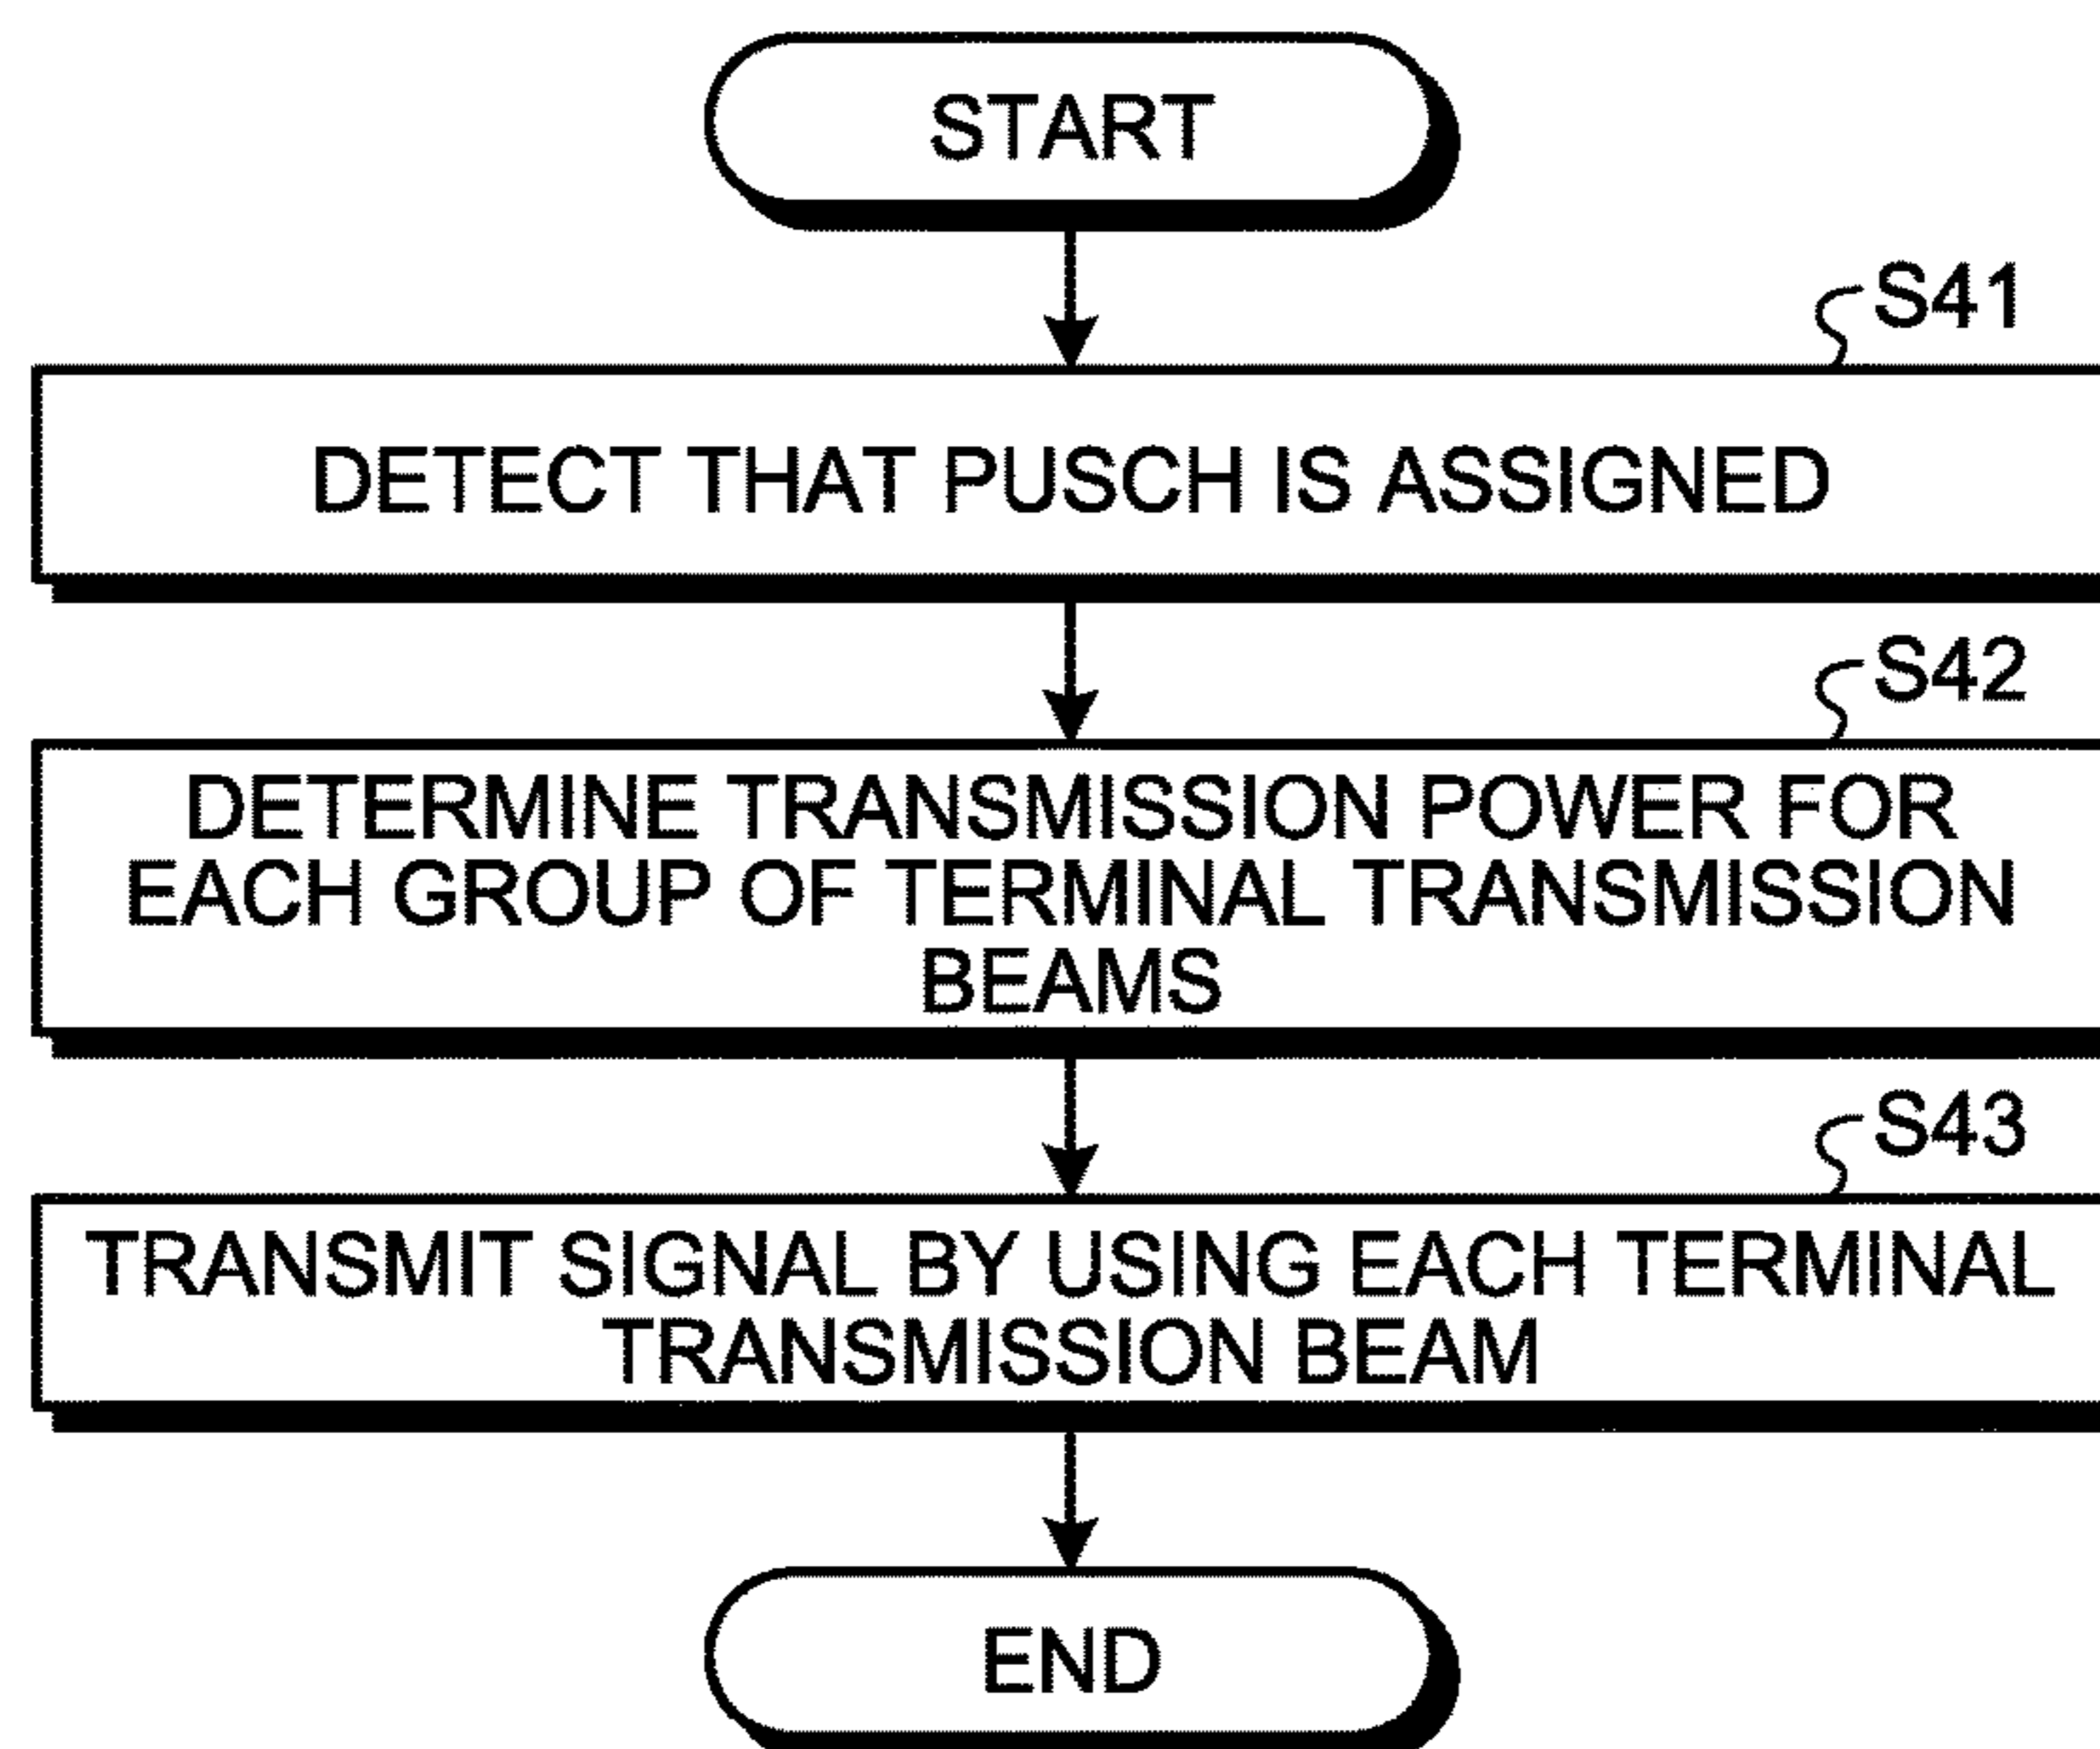 START
S41
DETECT THAT PUSCH IS ASSIGNED
S42
DETERMINE TRANSMISSION POWER FOR
EACH GROUP OF TERMINAL TRANSMISSION
BEAMS
S43
TRANSMIT SIGNAL BY USING EACH TERMINAL
TRANSMISSION BEAM
END